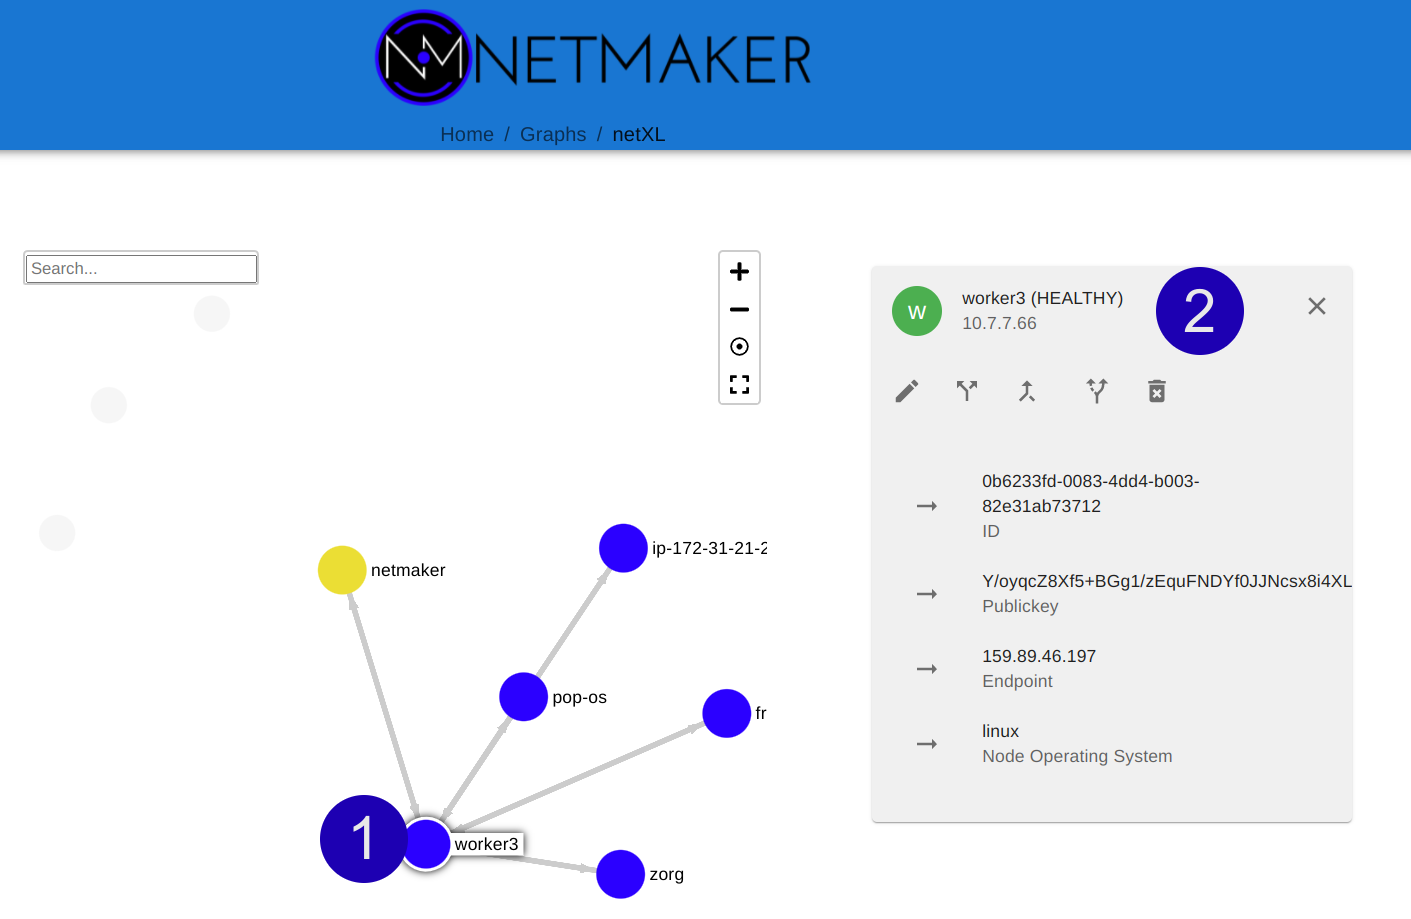 NM NETMAKER
Home / Graphs / netXL
Search...
worker3 (HEALTHY)
10.7.7.66
W
2
0b6233fd-0083-4dd4-b003-
82e31ab73712
ID
Y/oyqcZ8Xf5+BGg1/zEquFNDYf0JJNcsx8i4XL
Publickey
159.89.46.197
Endpoint
linux
Node Operating System
ip-172-31-21-2
netmaker
pop-os
fr
1
worker3
zorg